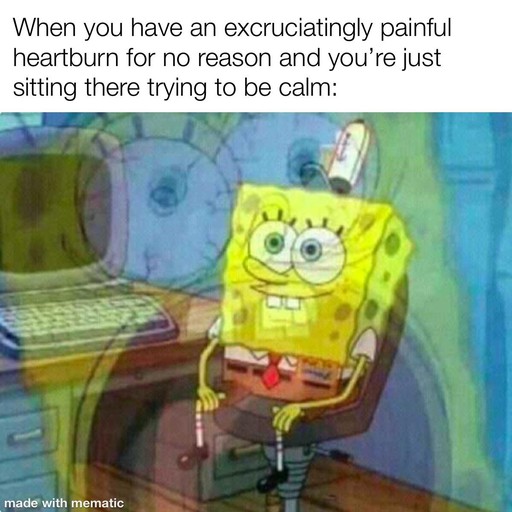 When you have an excruciatingly painful
heartburn for no reason and you’re just
sitting there trying to be calm:
made with mematic